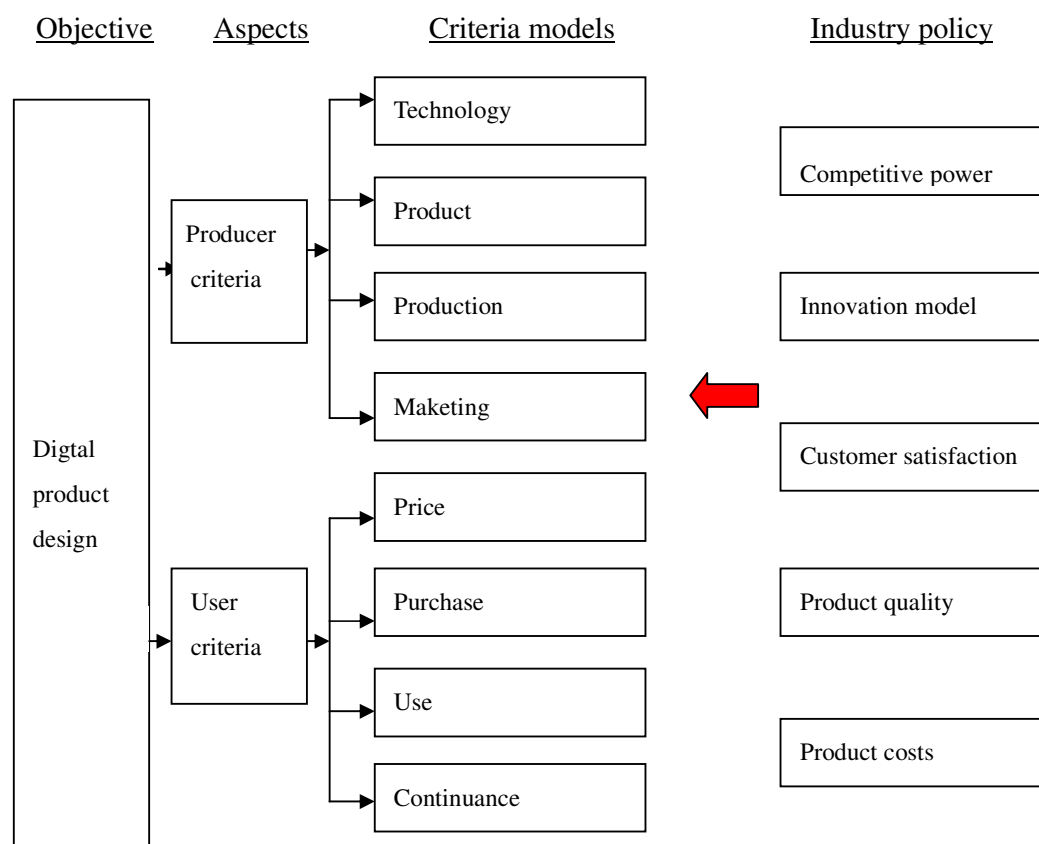 Objective
Aspects
Criteria models
Industry policy
Digtal
product
design
Producer
criteria
User
criteria
Technology
Product
Production
Maketing
Price
Purchase
Use
Continuance
Competitive power
Innovation model
Customer satisfaction
Product quality
Product costs